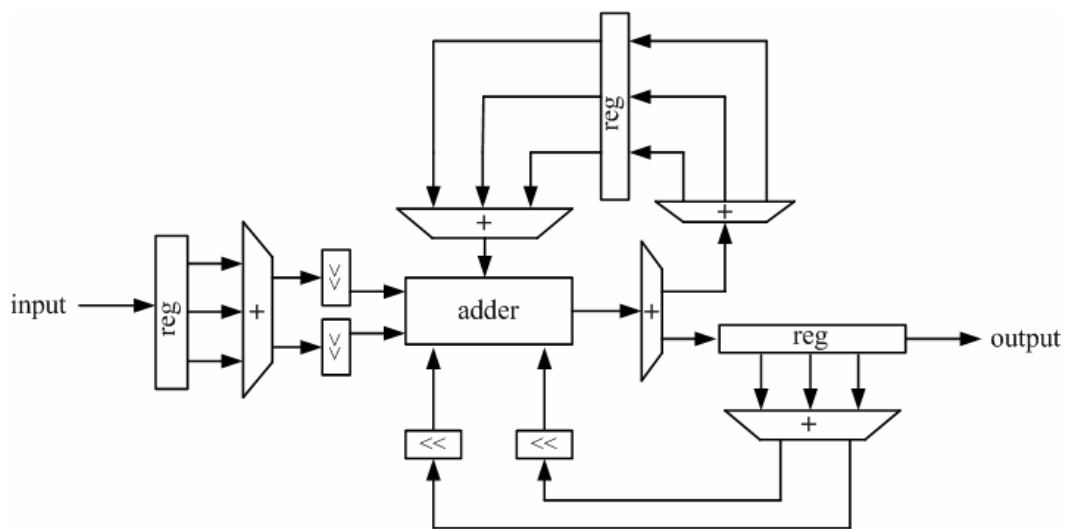 reg
+
+
input
reg
+
<<
<<
adder
+
reg
output
+
<<
<<